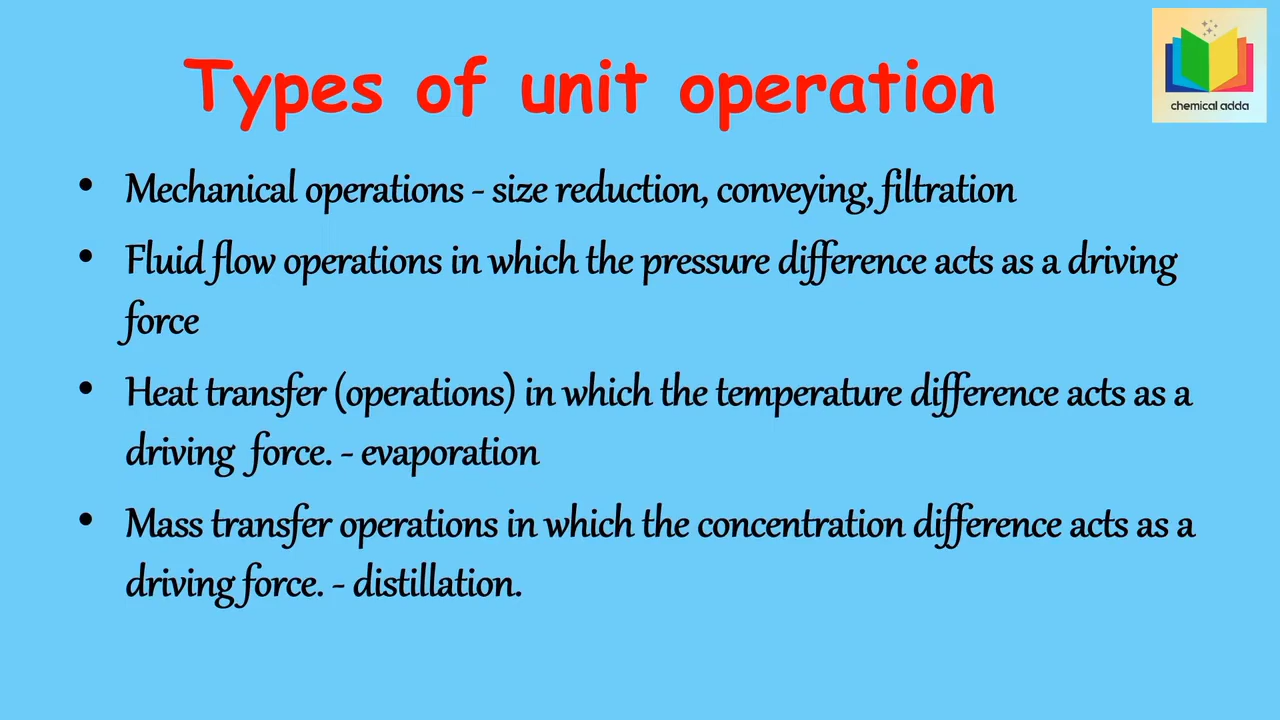 Types of unit operation
chemical adda
• Mechanical operations - size reduction, conveying, filtration
• Fluid flow operations in which the pressure difference acts as a driving
force
• Heat transfer (operations) in which the temperature difference acts as a
driving force. - evaporation
• Mass transfer operations in which the concentration difference acts as a
driving force. - distillation.